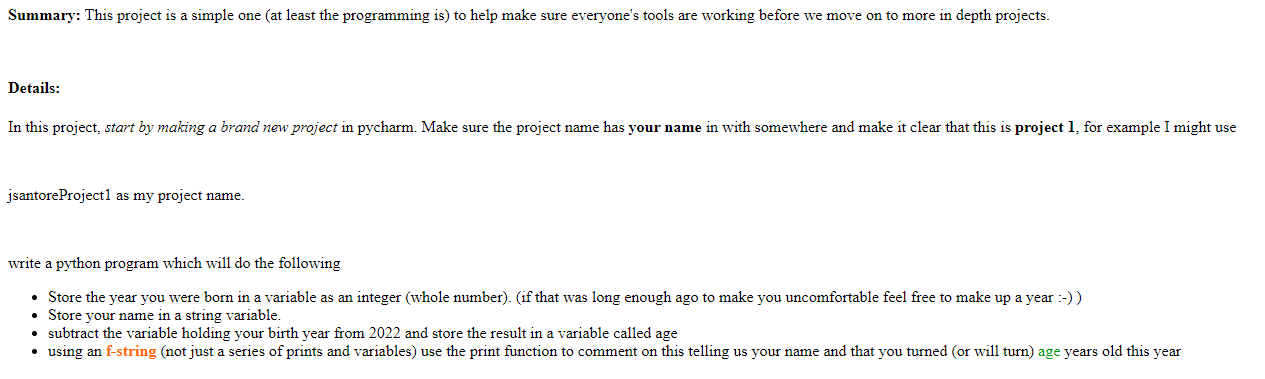 Summary: This project is a simple one (at least the programming is) to help make sure everyone's tools are working before we move on to more in depth projects.
Details:
In this project, start by making a brand new project in pycharm. Make sure the project name has your name in with somewhere and make it clear that this is project 1, for example I might use
jsantoreProject1 as my project name.
write a python program which will do the following
• Store the year you were born in a variable as an integer (whole number). (if that was long enough ago to make you uncomfortable feel free to make up a year :-) )
• Store your name in a string variable.
• subtract the variable holding your birth year from 2022 and store the result in a variable called age
• using an f-string (not just a series of prints and variables) use the print function to comment on this telling us your name and that you turned (or will turn) age years old this year